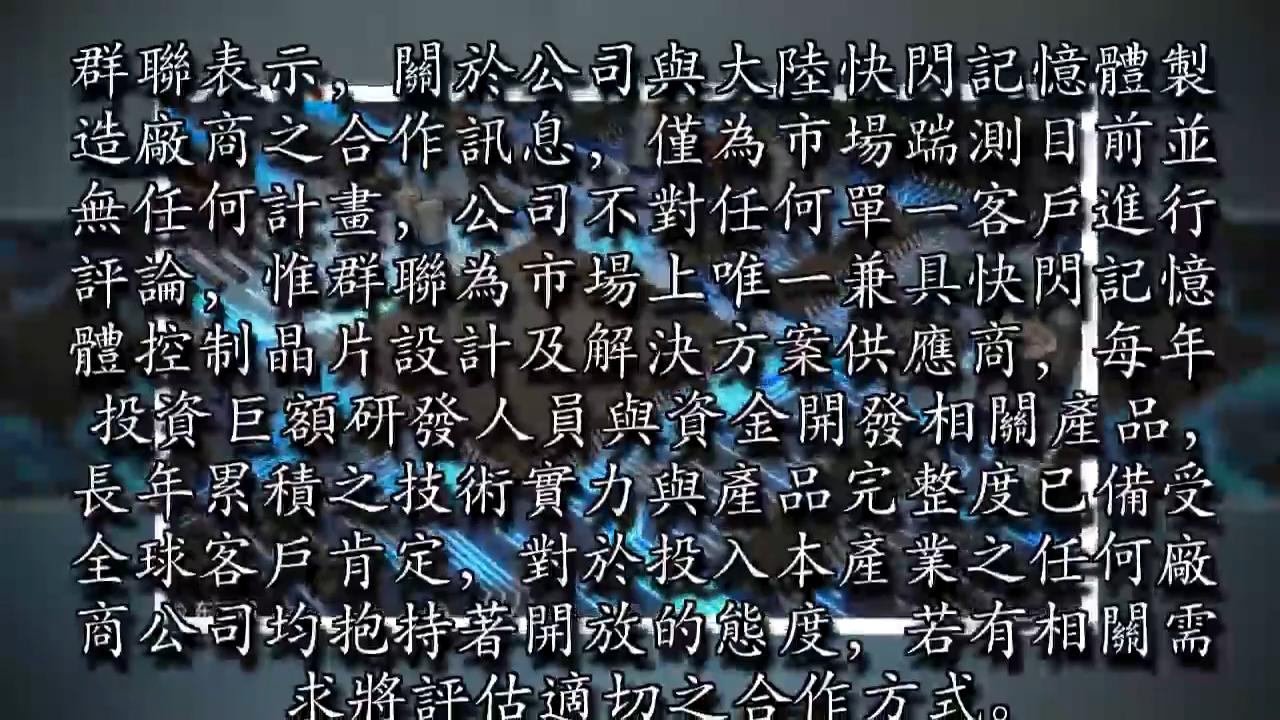 群聯表示，關於公司與大陸快閃記憶體製
造廠商之合作訊息，僅為市場踹測目前並
無任何計畫，公司不對任何單一客戶進行
評論，惟群聯為市場上唯一兼具快閃記憶
體控制晶片設計及解決方案供應商，每年
投資巨額研發人員與資金開發相關產品，
長年累積之技術實力與產品完整度已備受
全球客戶肯定，對於投入本產業之任何廠
商公司均抱持著開放的態度，若有相關需
求將評估適切之合作方式。